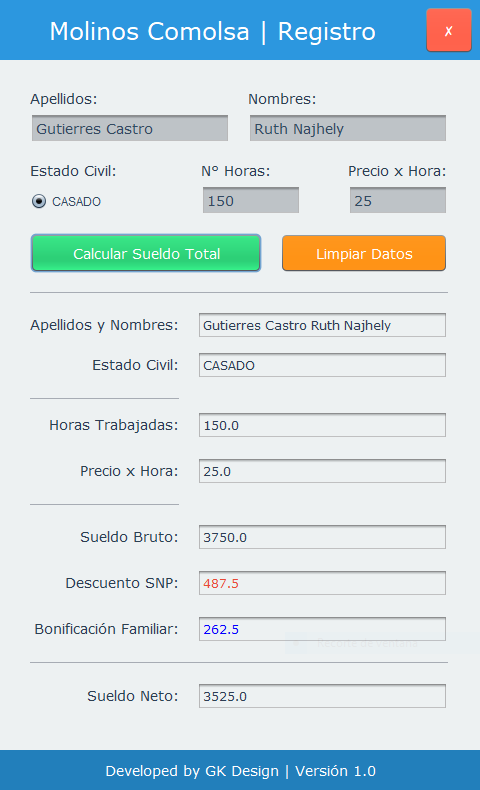 Molinos Comolsa | Registro
x
Apellidos: Nombres:
Gutierres Castro Ruth Najhely
Estado Civil: N° Horas: Precio x Hora:
CASADO 150 25
Calcular Sueldo Total Limpiar Datos
Apellidos y Nombres: Gutierres Castro Ruth Najhely
Estado Civil: CASADO
Horas Trabajadas: 150.0
Precio x Hora: 25.0
Sueldo Bruto: 3750.0
Descuento SNP: 487.5
Bonificación Familiar: 262.5
Sueldo Neto: 3525.0
Developed by GK Design | Versión 1.0